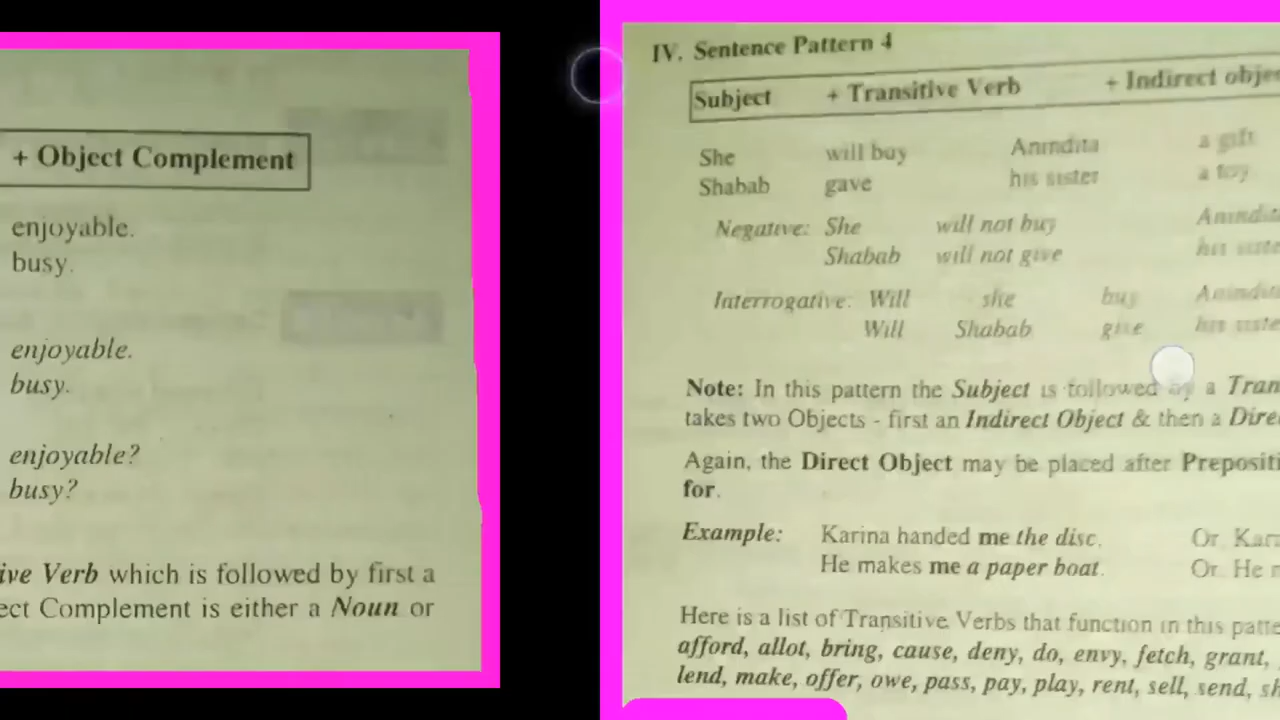 + Object Complement
enjoyable.
busy.
enjoyable.
busy.
enjoyable?
busy?
ive Verb which is followed by first a
ect Complement is either a Noun or
IV. Sentence Pattern 4
Subject + Transitive Verb + Indirect objec
She will buy Anindita a gift
Shabab gave his sister a toy
Negative: She will not buy Anindita
Shabab will not give his siste
Interrogative: Will she buy Anindita
Will Shabab give his siste
Note: In this pattern the Subject is followed by a Tran
takes two Objects - first an Indirect Object & then a Dire
Again, the Direct Object may be placed after Prepositi
for.
Example: Karina handed me the disc. Or. Kar
He makes me a paper boat. Or. He
Here is a list of Transitive Verbs that function in this patte
afford, allot, bring, cause, deny, do, envy, fetch, grant,
lend, make, offer, owe, pass, pay, play, rent, sell, send, sh